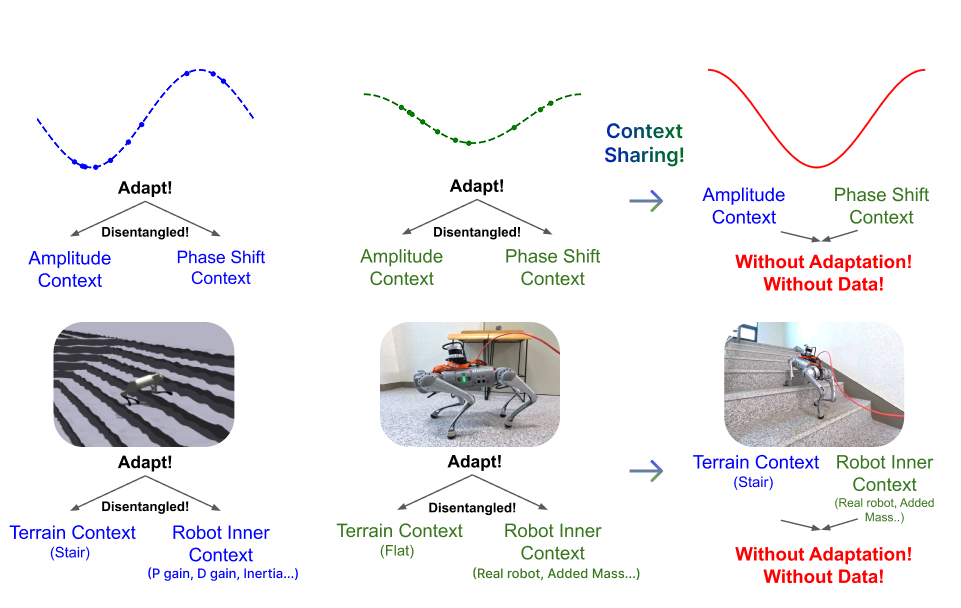 Context
Sharing!
Adapt!
Disentangled!
Amplitude
Context
Phase Shift
Context
Adapt!
Disentangled!
Amplitude
Context
Phase Shift
Context
Amplitude
Context
Phase Shift
Context
Without Adaptation!
Without Data!
Adapt!
Disentangled!
Terrain Context
(Stair)
Robot Inner
Context
(P gain, D gain, Inertia...)
Adapt!
Disentangled!
Terrain Context
(Flat)
Robot Inner
Context
(Real robot, Added Mass...)
Terrain Context
(Stair)
Robot Inner
Context
(Real robot, Added
Mass..)
Without Adaptation!
Without Data!